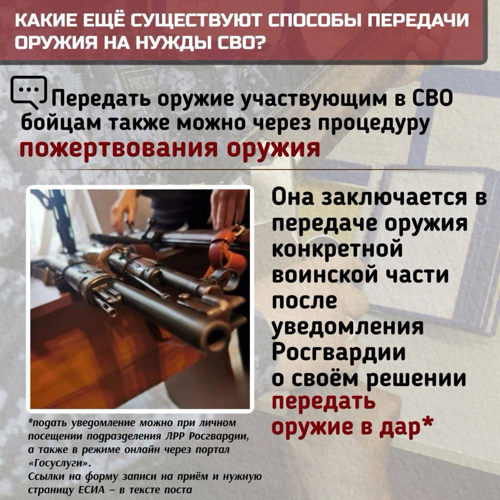 КАКИЕ ЕЩЁ СУЩЕСТВУЮТ СПОСОБЫ ПЕРЕДАЧИ
ОРУЖИЯ НА НУЖДЫ СВО?
Передать оружие участвующим в СВО
бойцам также можно через процедуру
пожертвования оружия
Она заключается в
передаче оружия
конкретной
воинской части
после
уведомления
Росгвардии
о своём решении
передать
оружие в дар*
*подать уведомление можно при личном
посещении подразделения ЛРР Росгвардии,
а также в режиме онлайн через портал
«Госуслуги».
Ссылки на форму записи на приём и нужную
страницу ЕСИА – в тексте поста